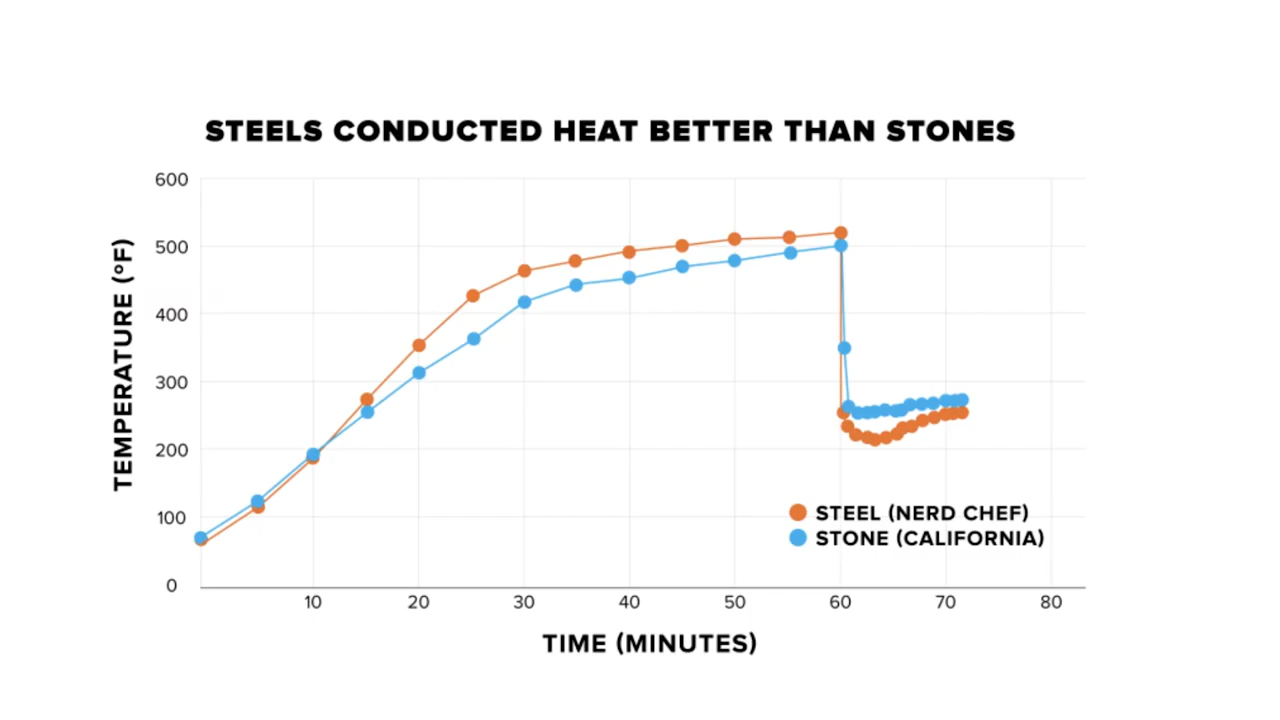 STEELS CONDUCTED HEAT BETTER THAN STONES
600
500
400
300
200
100
0
TEMPERATURE (°F)
10 20 30 40 50 60 70 80
TIME (MINUTES)
STEEL (NERD CHEF)
STONE (CALIFORNIA)